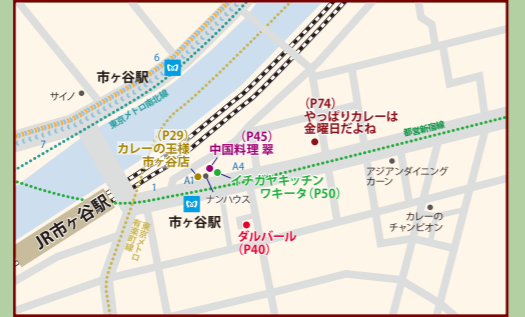 6
市ヶ谷駅
サイノ
東京メトロ南北線
7
(P29)
カレーの王様
市ヶ谷店
(P45)
中国料理 翠
(P74)
やっぱりカレーは
金曜日だよね
都営新宿線
A1
A4
イチガヤキッチン
ワキータ(P50)
アジアンダイニング
カーン
1
ナンハウス
市ヶ谷駅
JR市ヶ谷駅
東京メトロ
有楽町線
ダルバール
(P40)
カレーの
チャンピオン